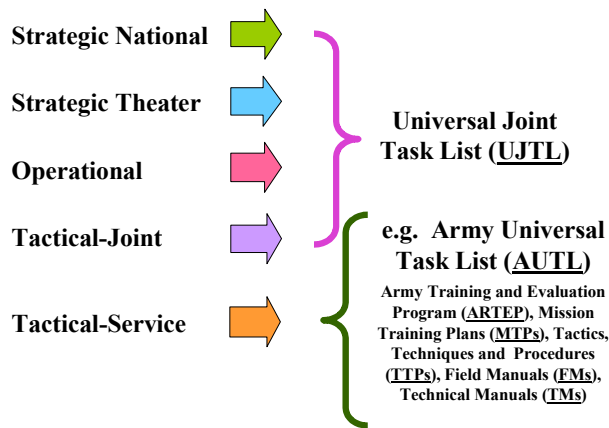 Strategic National
Strategic Theater
Operational
Tactical-Joint
Tactical-Service
Universal Joint
Task List (UJTL)
e.g. Army Universal
Task List (AUTL)
Army Training and Evaluation
Program (ARTEP), Mission
Training Plans (MTPs), Tactics,
Techniques and Procedures
(TTPs), Field Manuals (FMs),
Technical Manuals (TMs)